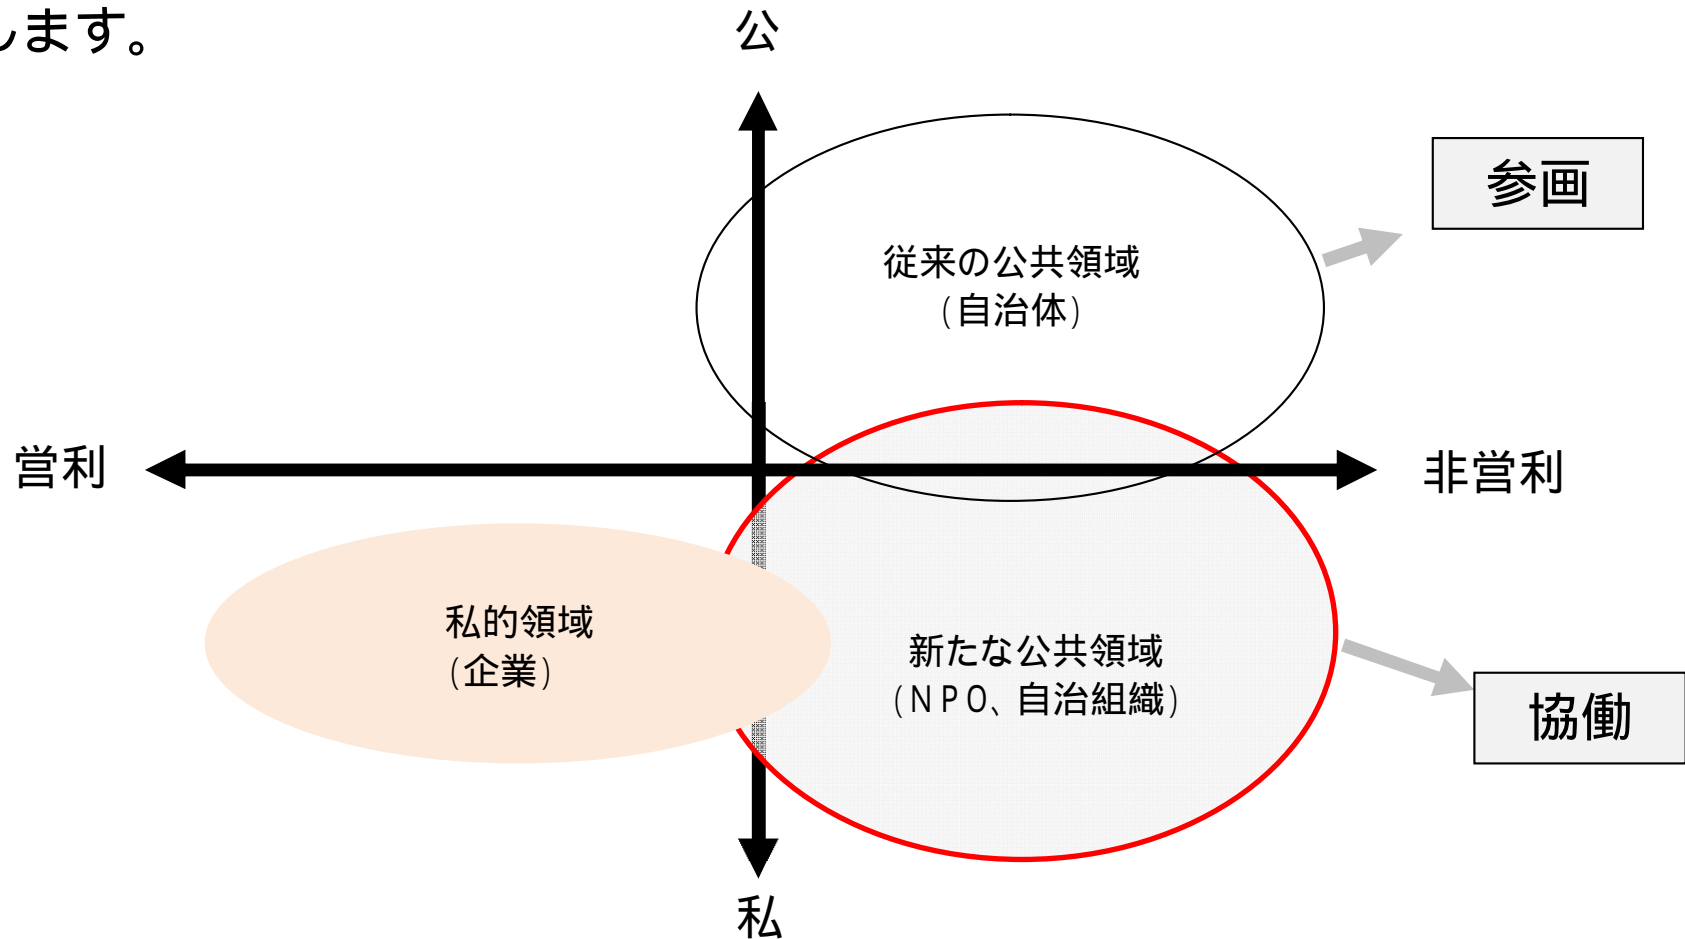 します。
公
参画
従来の公共領域
(自治体)
営利
非営利
私的領域
(企業)
新たな公共領域
(NPO、自治組織)
協働
私